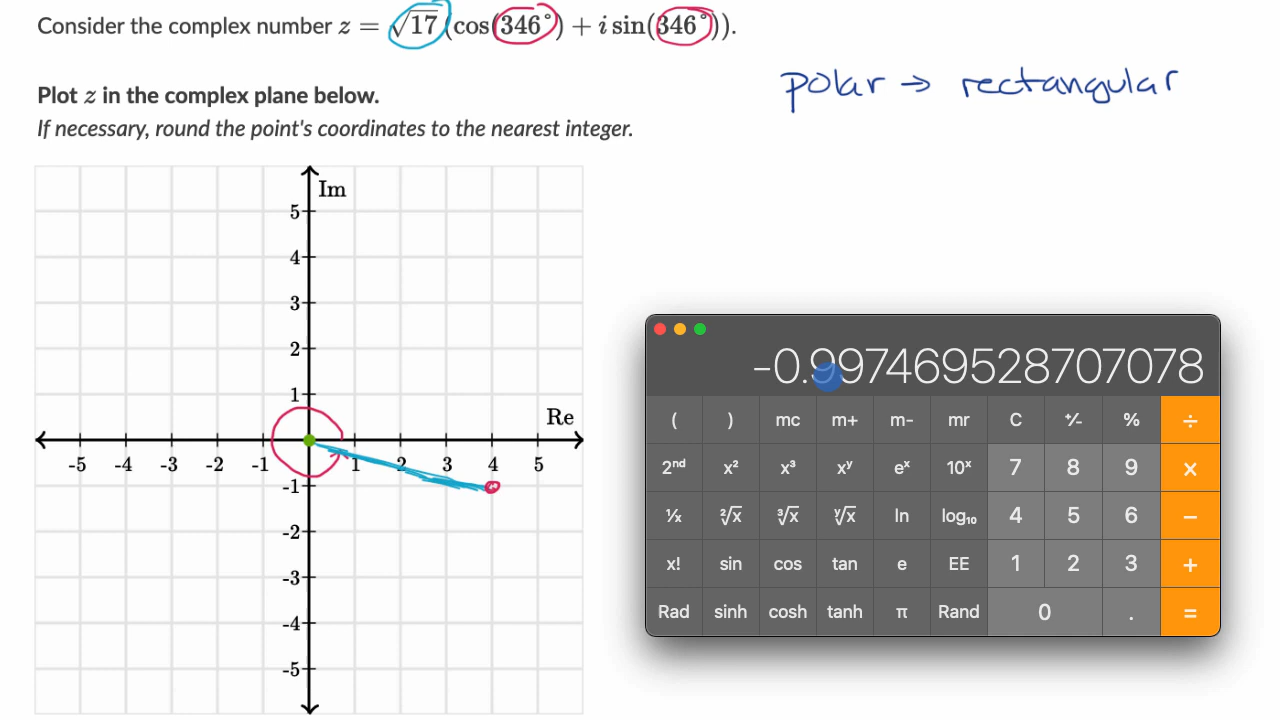 Consider the complex number z = √17 (cos(346°) + i sin(346°)).
polar → rectangular
Plot z in the complex plane below.
If necessary, round the point's coordinates to the nearest integer.
Im
5
4
3
2
1
Re
-5 -4 -3 -2 -1 1 2 3 4 5
-1
-2
-3
-4
-5
-0.997469528707078
( ) mc m+ m- mr C +/- % ÷
2ⁿᵈ x² x³ xʸ eˣ 10ˣ 7 8 9 ×
¹/x ²√x ³√x ʸ√x ln log₁₀ 4 5 6 −
x! sin cos tan e EE 1 2 3 +
Rad sinh cosh tanh π Rand 0 . =